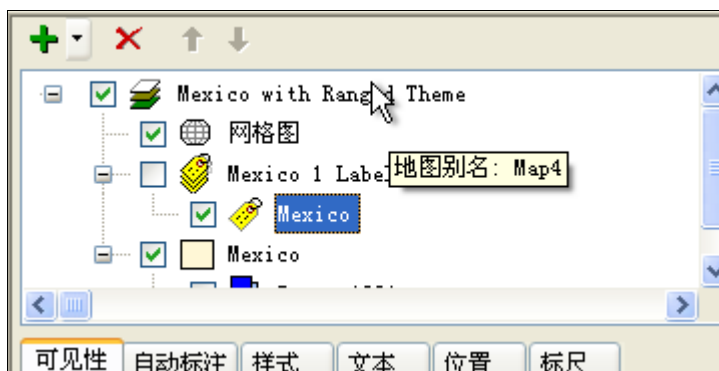 Mexico with Ranged Theme
网格图
Mexico 1 Label
地图别名: Map4
Mexico
Mexico
可见性 自动标注 样式 文本 位置 标尺